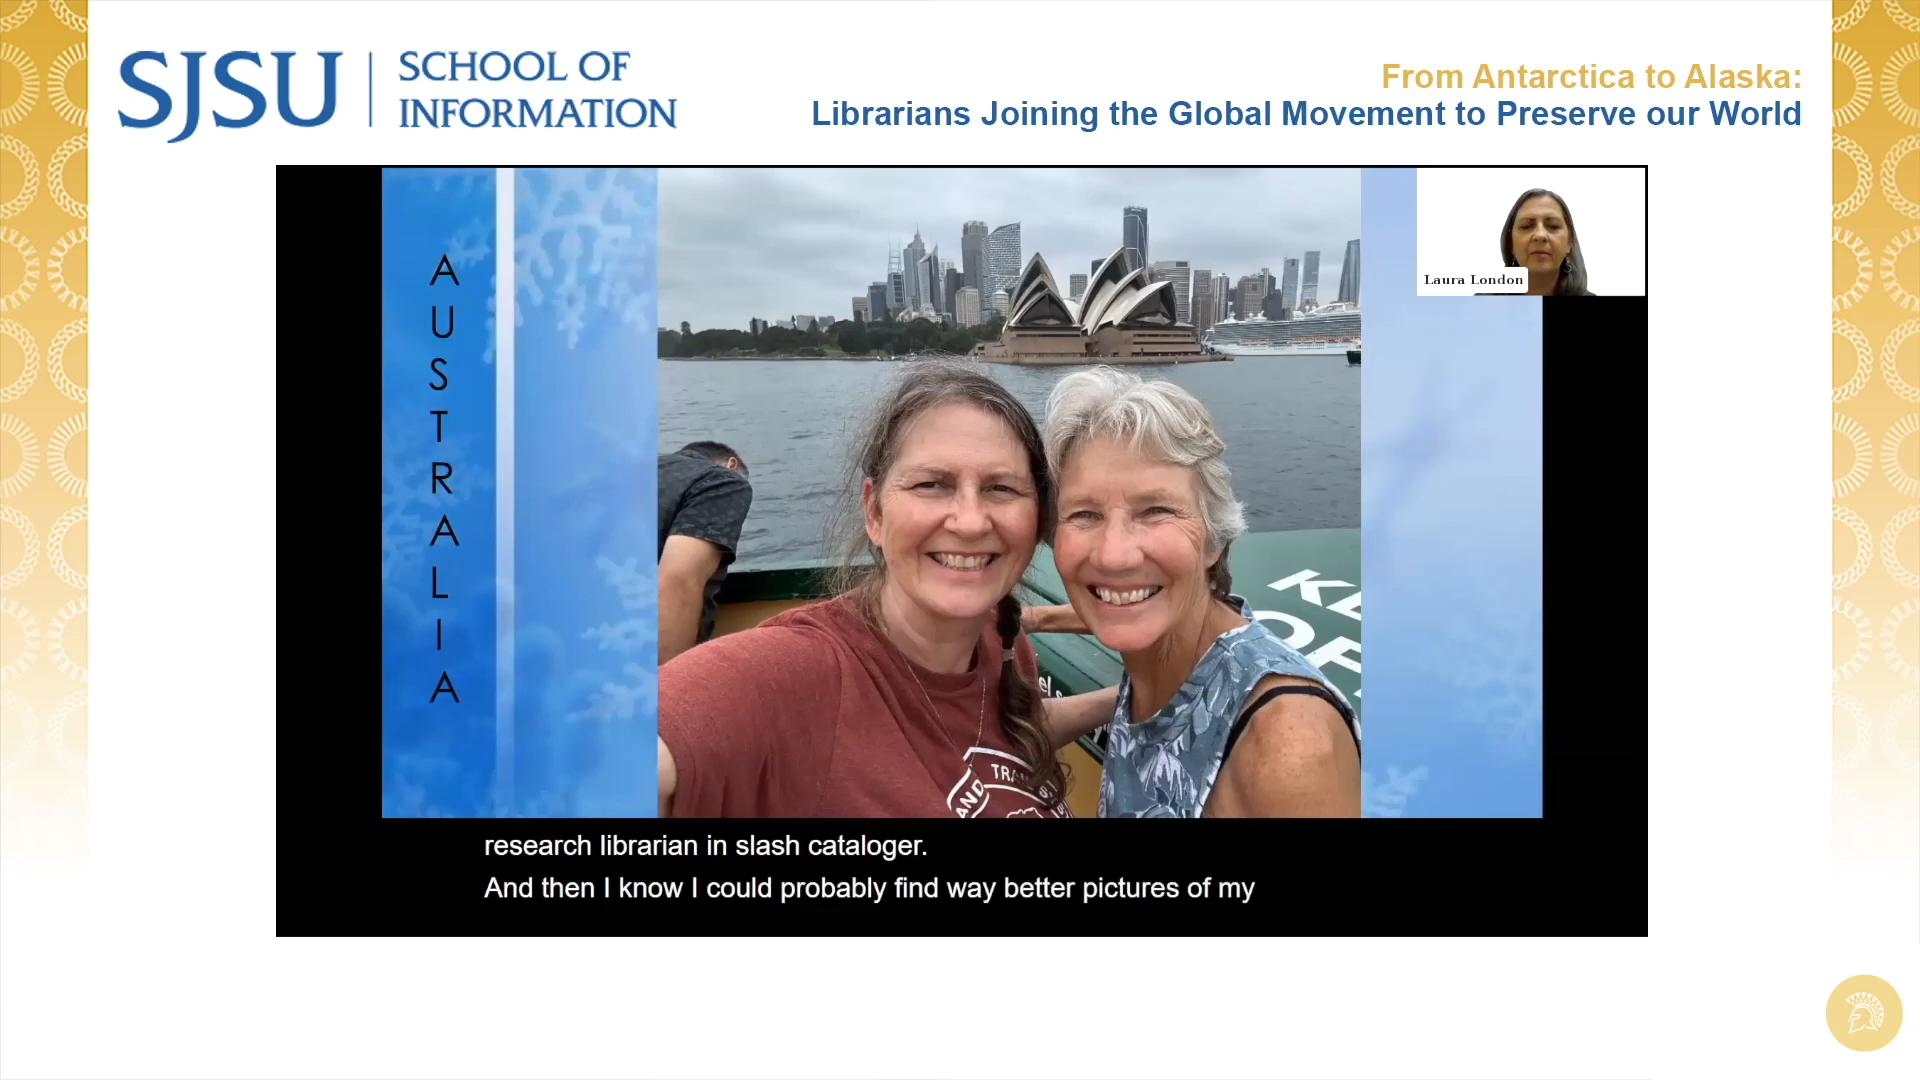 SJSU
SCHOOL OF
INFORMATION
From Antarctica to Alaska:
Librarians Joining the Global Movement to Preserve our World
AUSTRALIA
Laura London
research librarian in slash cataloger.
And then I know I could probably find way better pictures of my